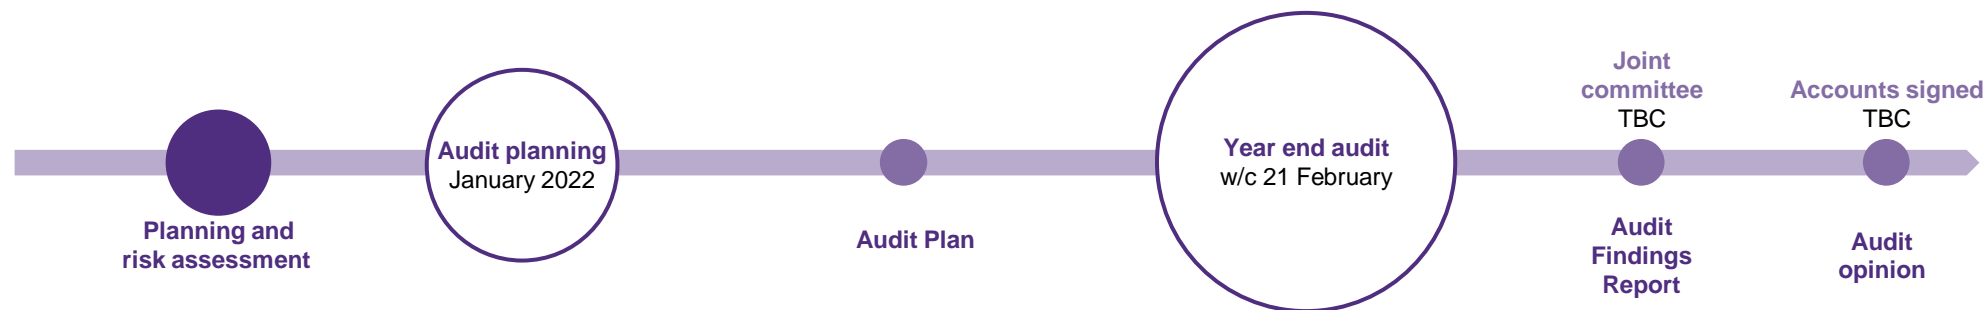 Planning and
risk assessment
Audit planning
January 2022
Audit Plan
Year end audit
w/c 21 February
Joint
committee
TBC
Audit
Findings
Report
Accounts signed
TBC
Audit
opinion